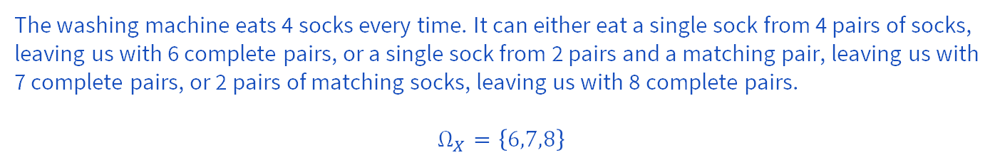 The washing machine eats 4 socks every time. It can either eat a single sock from 4 pairs of socks,
leaving us with 6 complete pairs, or a single sock from 2 pairs and a matching pair, leaving us with
7 complete pairs, or 2 pairs of matching socks, leaving us with 8 complete pairs.
Ω_X = {6,7,8}